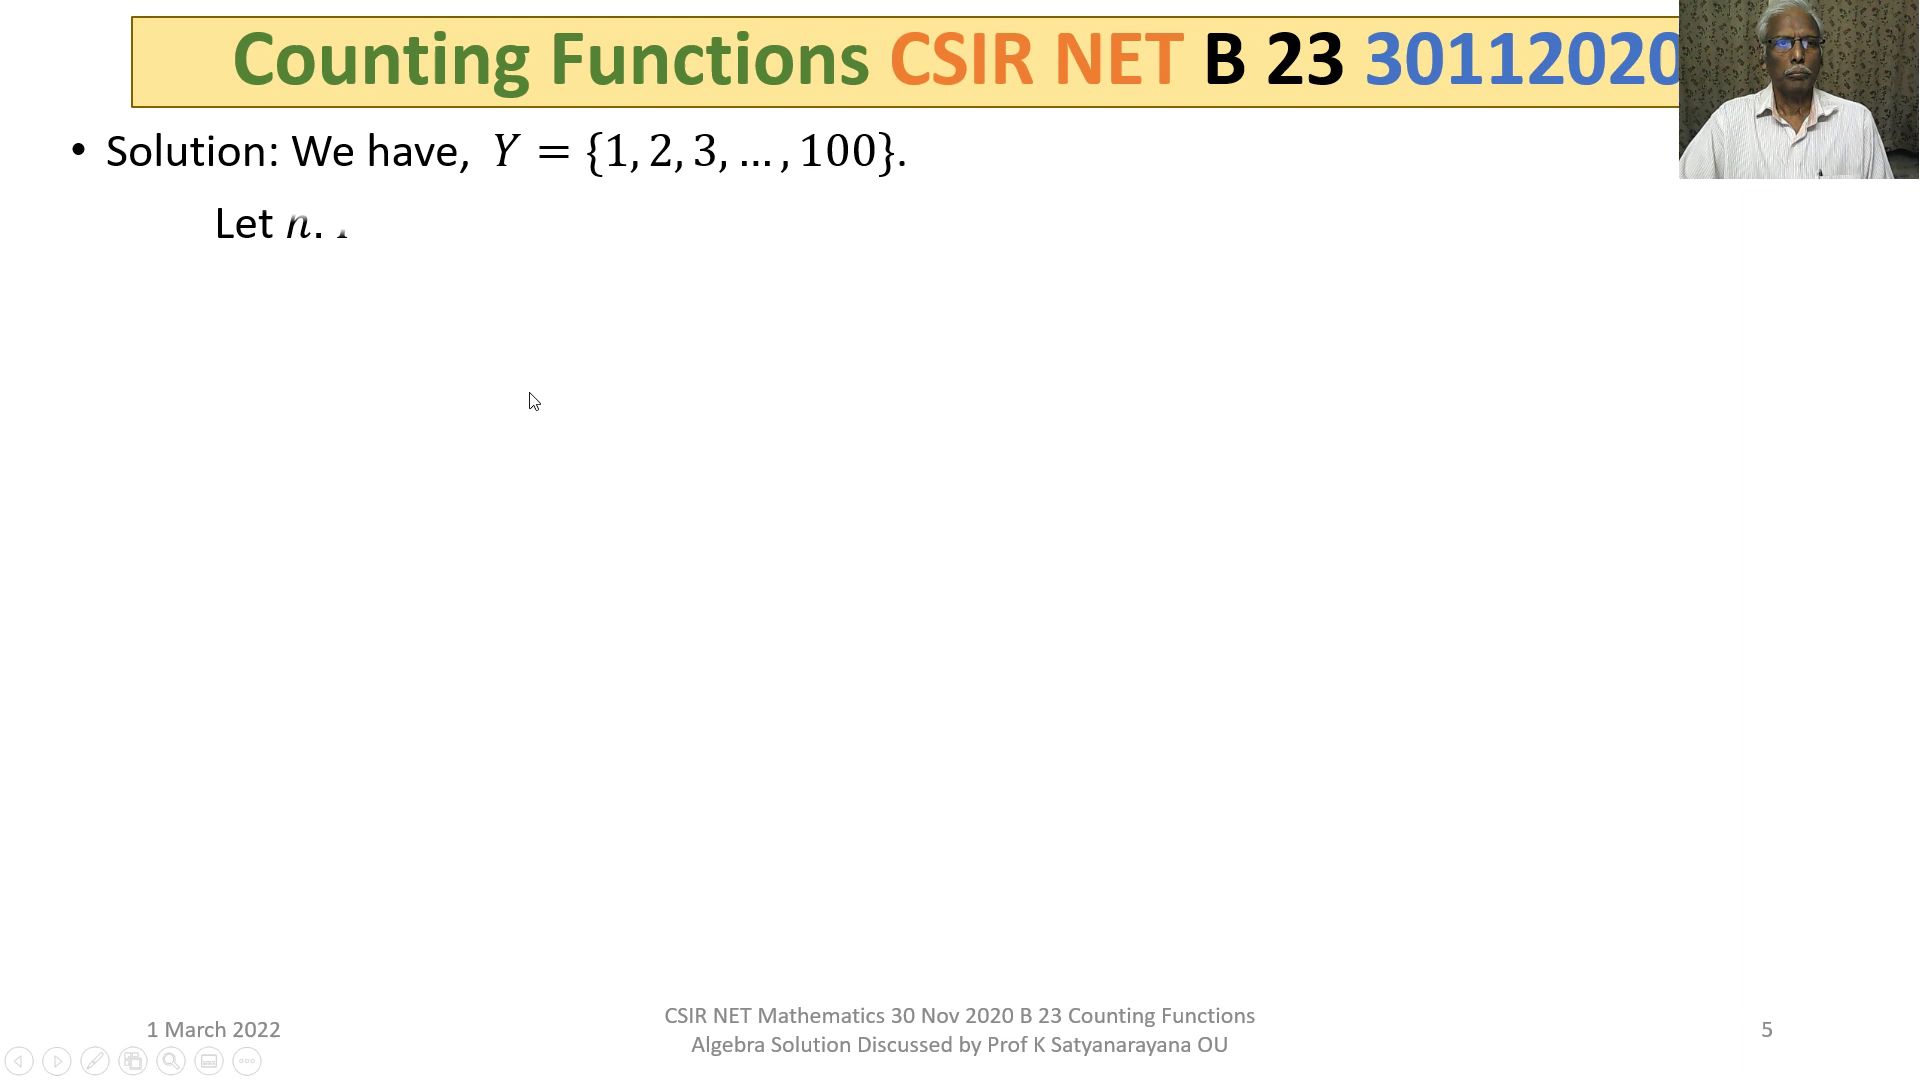 Counting Functions CSIR NET B 23 30112020
• Solution: We have, Y = {1, 2, 3, … , 100}.
Let n.
1 March 2022
CSIR NET Mathematics 30 Nov 2020 B 23 Counting Functions
Algebra Solution Discussed by Prof K Satyanarayana OU
5